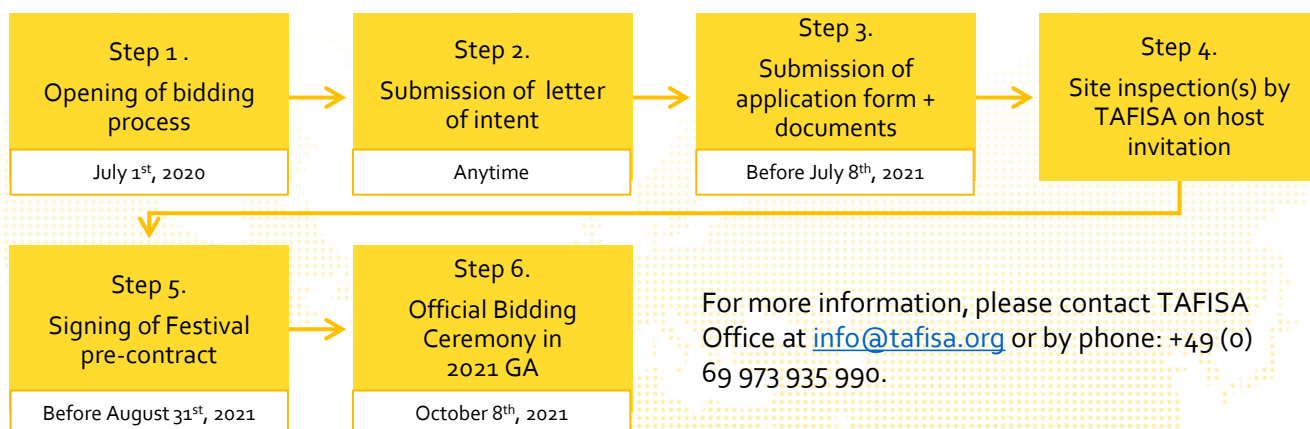 Step 1 .
Opening of bidding
process
July 1st, 2020
Step 2.
Submission of letter
of intent
Anytime
Step 3.
Submission of
application form +
documents
Before July 8th, 2021
Step 4.
Site inspection(s) by
TAFISA on host
invitation
Step 5.
Signing of Festival
pre-contract
Before August 31st, 2021
Step 6.
Official Bidding
Ceremony in
2021 GA
October 8th, 2021
For more information, please contact TAFISA
Office at info@tafisa.org or by phone: +49 (0)
69 973 935 990.